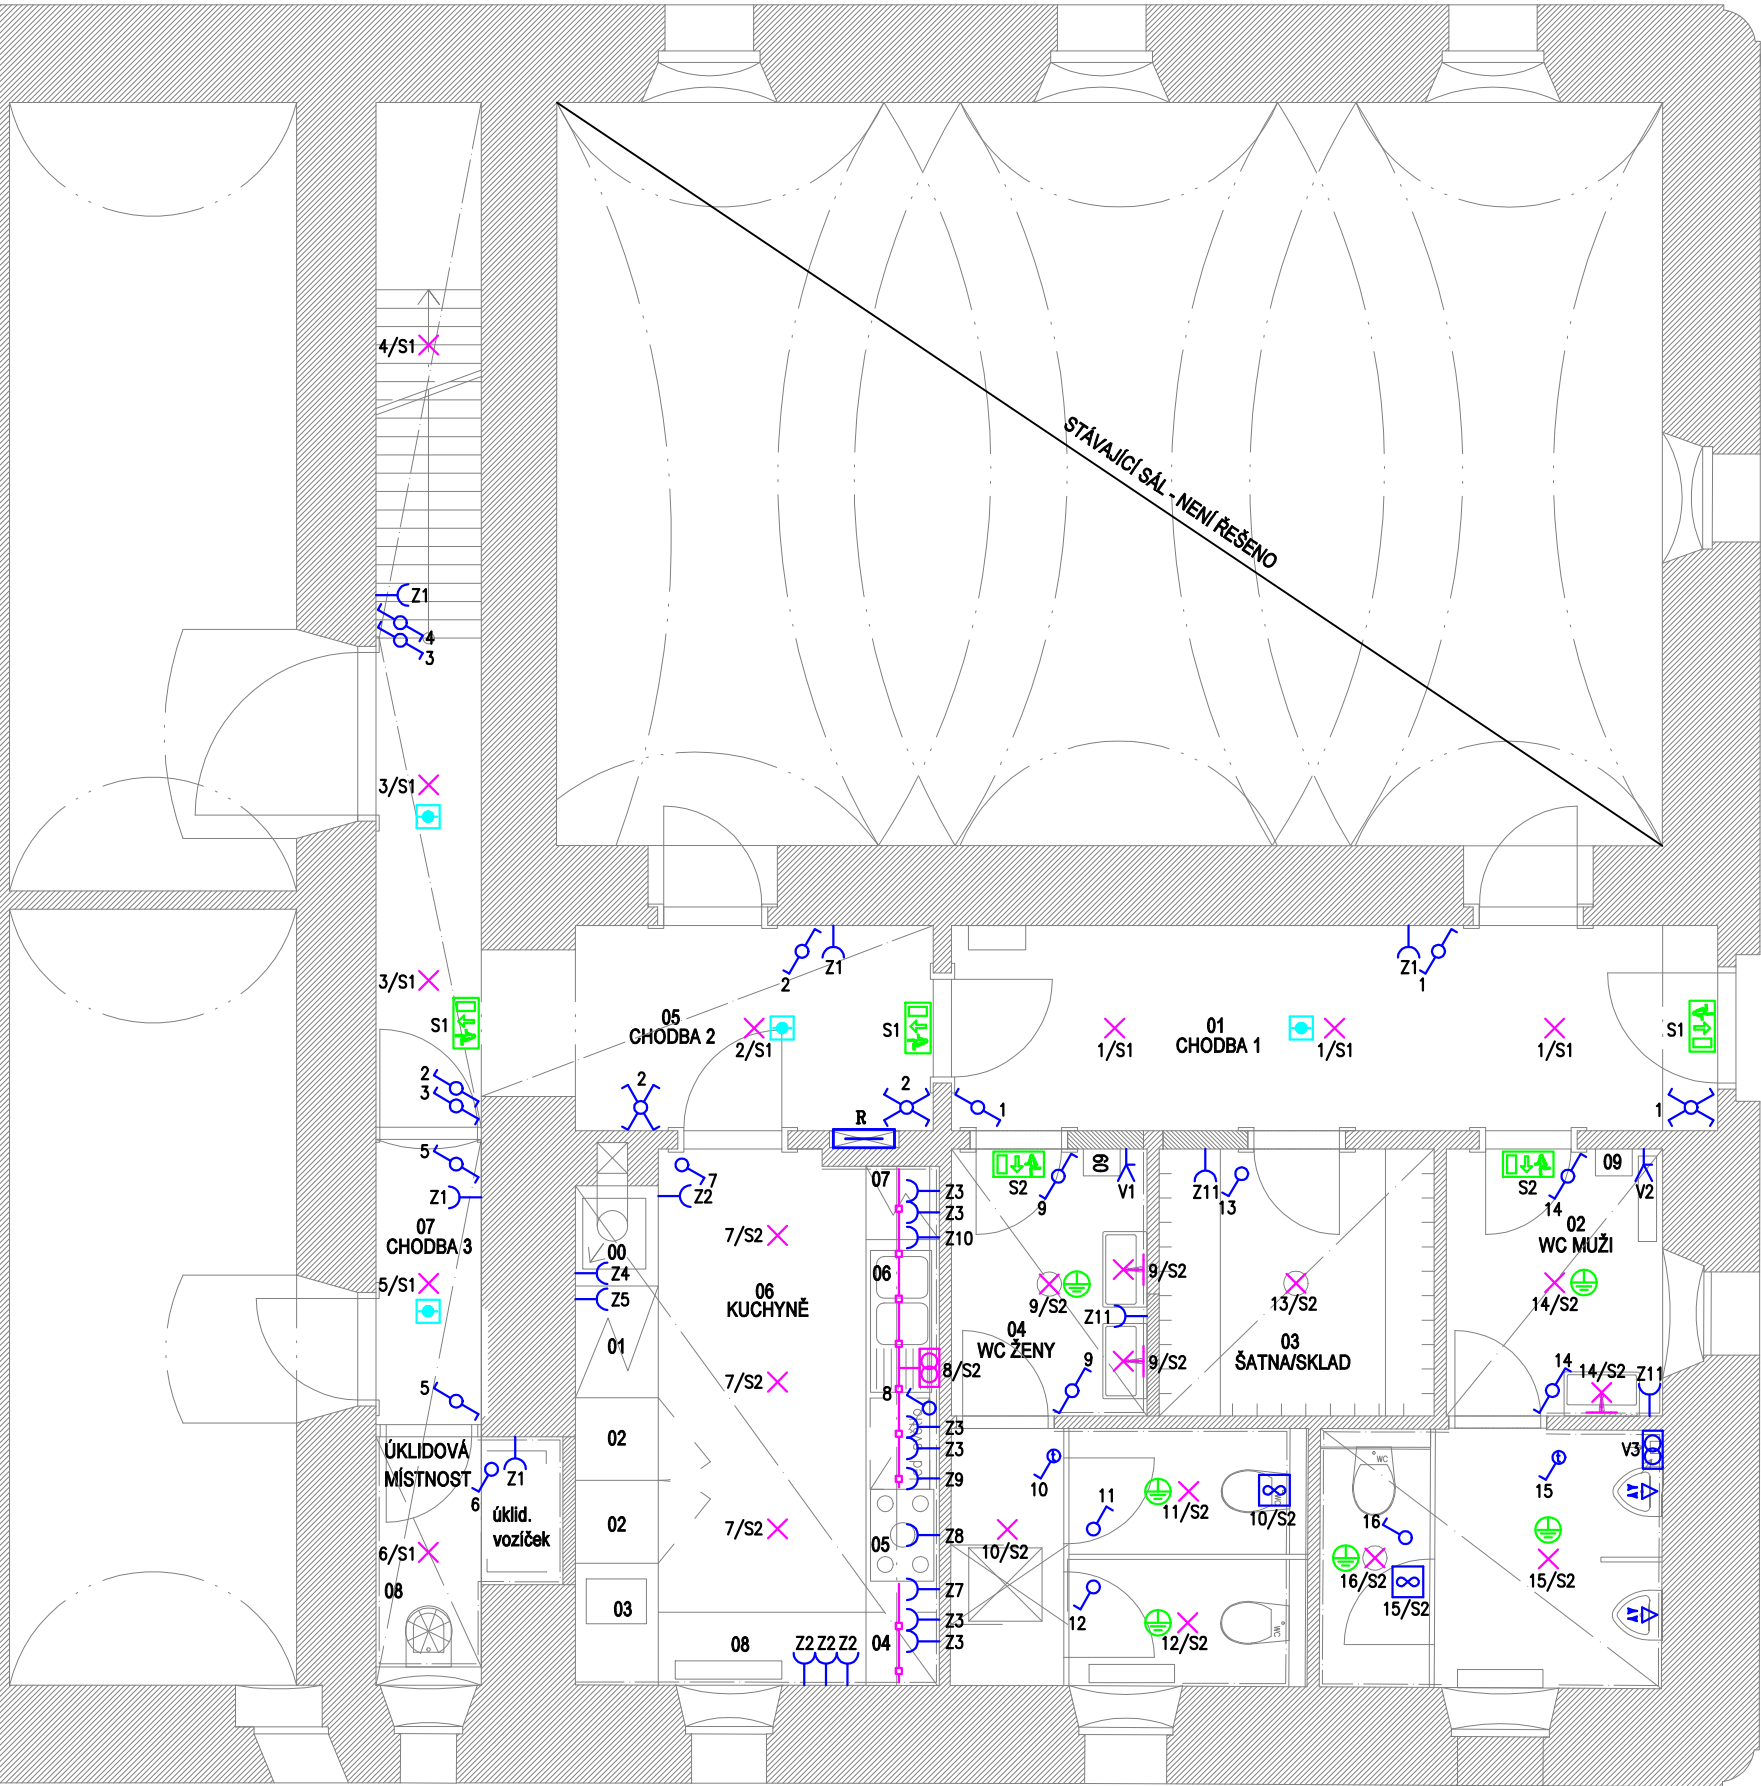 4/S1
STÁVAJÍCÍ SÁL - NENÍ ŘEŠENO
Z1
4
3
3/S1
3/S1
S1
2
3
2
Z1
05
CHODBA 2
2/S1
S1
2
2
R
Z1
1
01
CHODBA 1
1/S1
1/S1
1/S1
S1
1
1
5
Z1
07
CHODBA 3
5/S1
5
ÚKLIDOVÁ
MÍSTNOST
6
Z1
úklid.
vozíček
6/S1
08
7
Z2
07
Z3
Z3
Z10
7/S2
00
Z4
Z5
06
06
KUCHYNĚ
01
7/S2
8/S2
8
02
Z3
Z3
Z9
02
7/S2
05
Z8
Z7
03
Z3
Z3
08
Z2
Z2
Z2
04
S2
9
09
V1
9/S2
9/S2
Z11
04
WC ŽENY
9
9/S2
Z11
13
13/S2
03
ŠATNA/SKLAD
S2
14
09
V2
02
WC MUŽI
14/S2
14
14/S2
Z11
10
11
11/S2
WC
10/S2
10/S2
12
12/S2
WC
WC
16
15
V3
16/S2
15/S2
15/S2